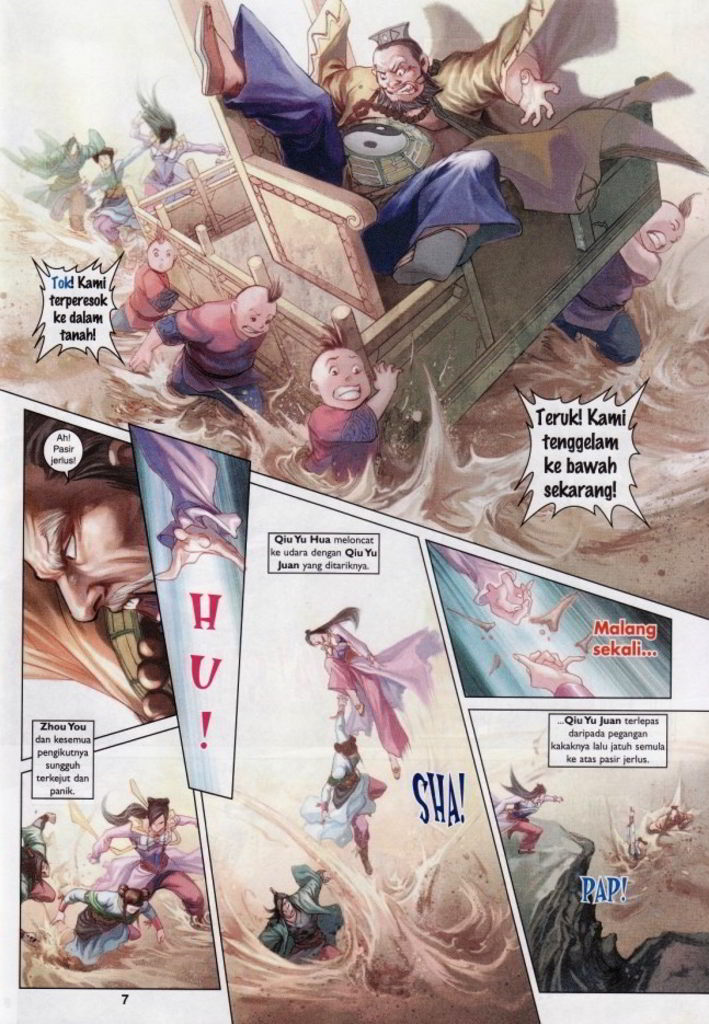 Tok! Kami
terperesok
ke dalam
tanah!
Teruk! Kami
tenggelam
ke bawah
sekarang!
Ah!
Pasir
jerlus!
HU!
Qiu Yu Hua meloncat
ke udara dengan Qiu Yu
Juan yang ditariknya.
Malang
sekali...
Zhou You
dan kesemua
pengikutnya
sungguh
terkejut dan
panik.
SHA!
...Qiu Yu Juan terlepas
daripada pegangan
kakaknya lalu jatuh semula
ke atas pasir jerlus.
PAP!
7